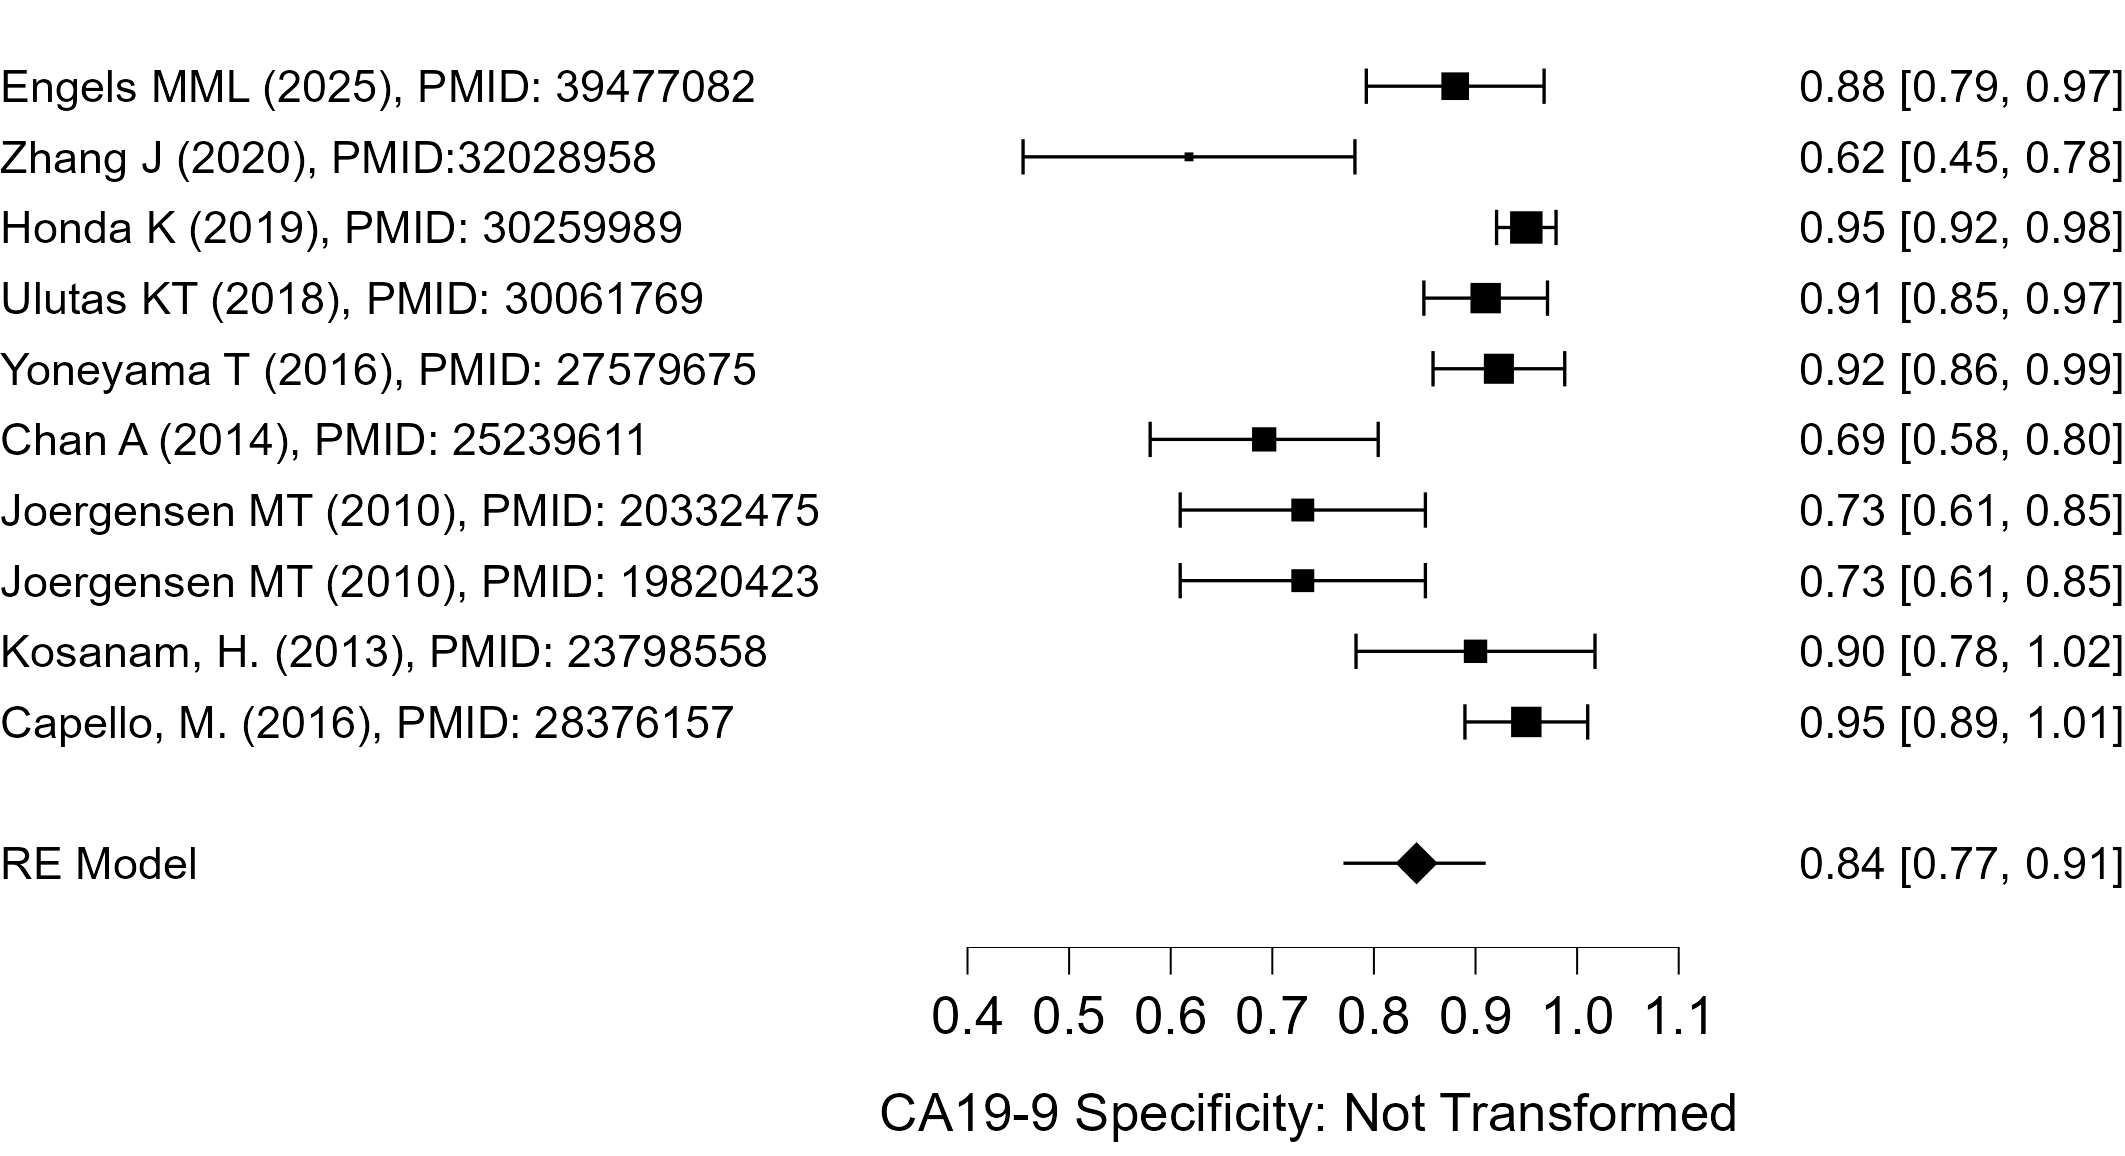 Engels MML (2025), PMID: 39477082 0.88 [0.79, 0.97]
Zhang J (2020), PMID:32028958 0.62 [0.45, 0.78]
Honda K (2019), PMID: 30259989 0.95 [0.92, 0.98]
Ulutas KT (2018), PMID: 30061769 0.91 [0.85, 0.97]
Yoneyama T (2016), PMID: 27579675 0.92 [0.86, 0.99]
Chan A (2014), PMID: 25239611 0.69 [0.58, 0.80]
Joergensen MT (2010), PMID: 20332475 0.73 [0.61, 0.85]
Joergensen MT (2010), PMID: 19820423 0.73 [0.61, 0.85]
Kosanam, H. (2013), PMID: 23798558 0.90 [0.78, 1.02]
Capello, M. (2016), PMID: 28376157 0.95 [0.89, 1.01]
RE Model 0.84 [0.77, 0.91]
0.4 0.5 0.6 0.7 0.8 0.9 1.0 1.1
CA19-9 Specificity: Not Transformed